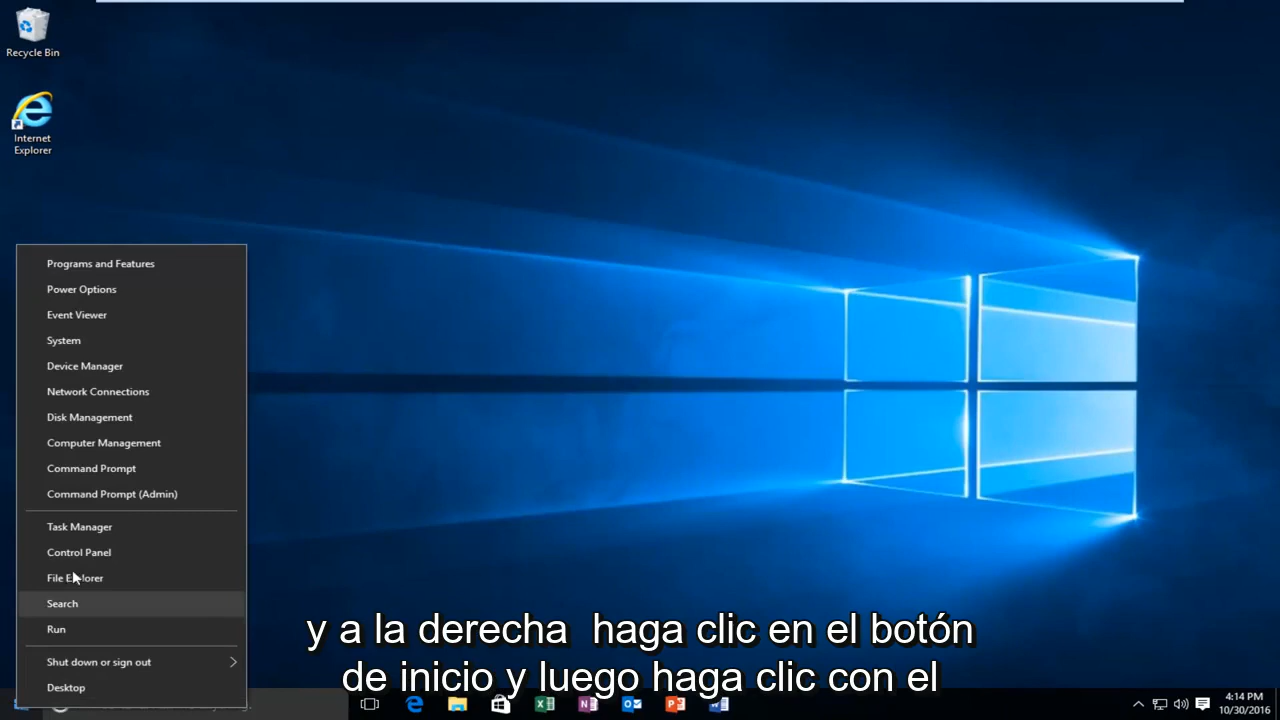 Recycle Bin
Internet
Explorer
Programs and Features
Power Options
Event Viewer
System
Device Manager
Network Connections
Disk Management
Computer Management
Command Prompt
Command Prompt (Admin)
Task Manager
Control Panel
File Explorer
Search
Run
Shut down or sign out
Desktop
y a la derecha haga clic en el botón
de inicio y luego haga clic con el
4:14 PM
10/30/2016